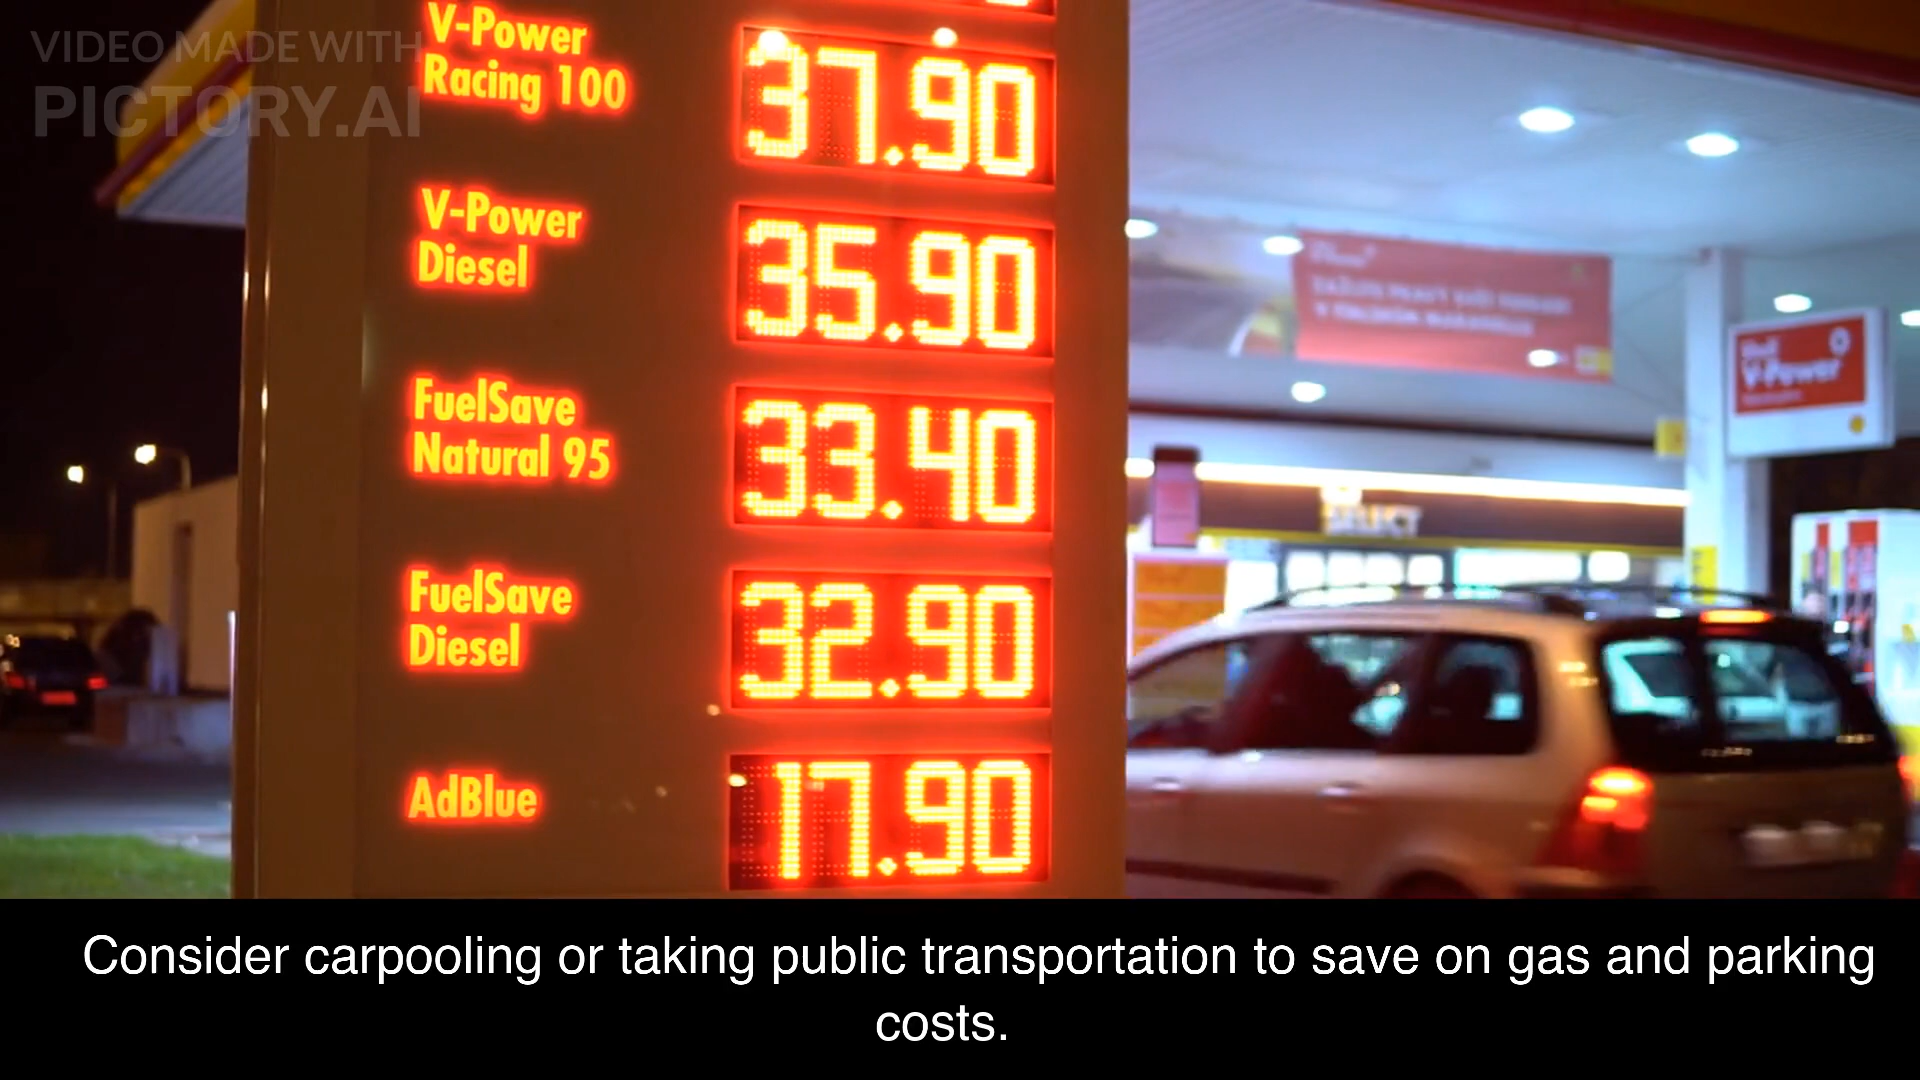 VIDEO MADE WITH
PICTORY.AI
V-Power
Racing 100
37.90
V-Power
Diesel
35.90
FuelSave
Natural 95
33.40
FuelSave
Diesel
32.90
AdBlue
17.90
V-Power
SELECT
Consider carpooling or taking public transportation to save on gas and parking
costs.